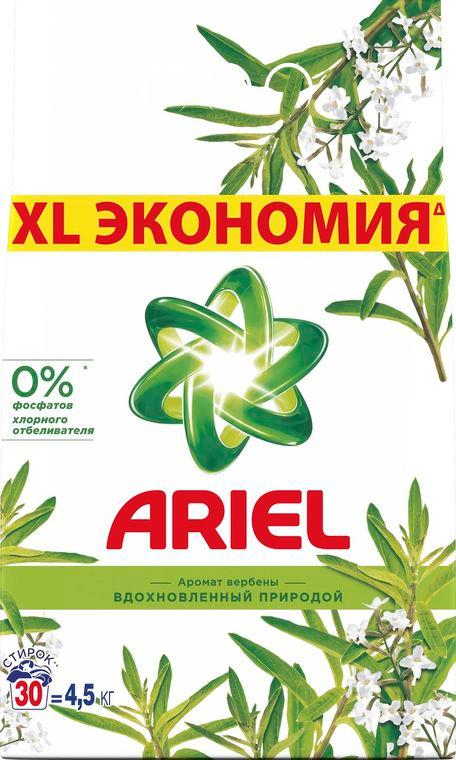 XL ЭКОНОМИЯ Δ
0% *
фосфатов
хлорного
отбеливателя
ARIEL
Аромат вербены
ВДОХНОВЛЕННЫЙ ПРИРОДОЙ
СТИРОК**
30 = 4,5 КГ